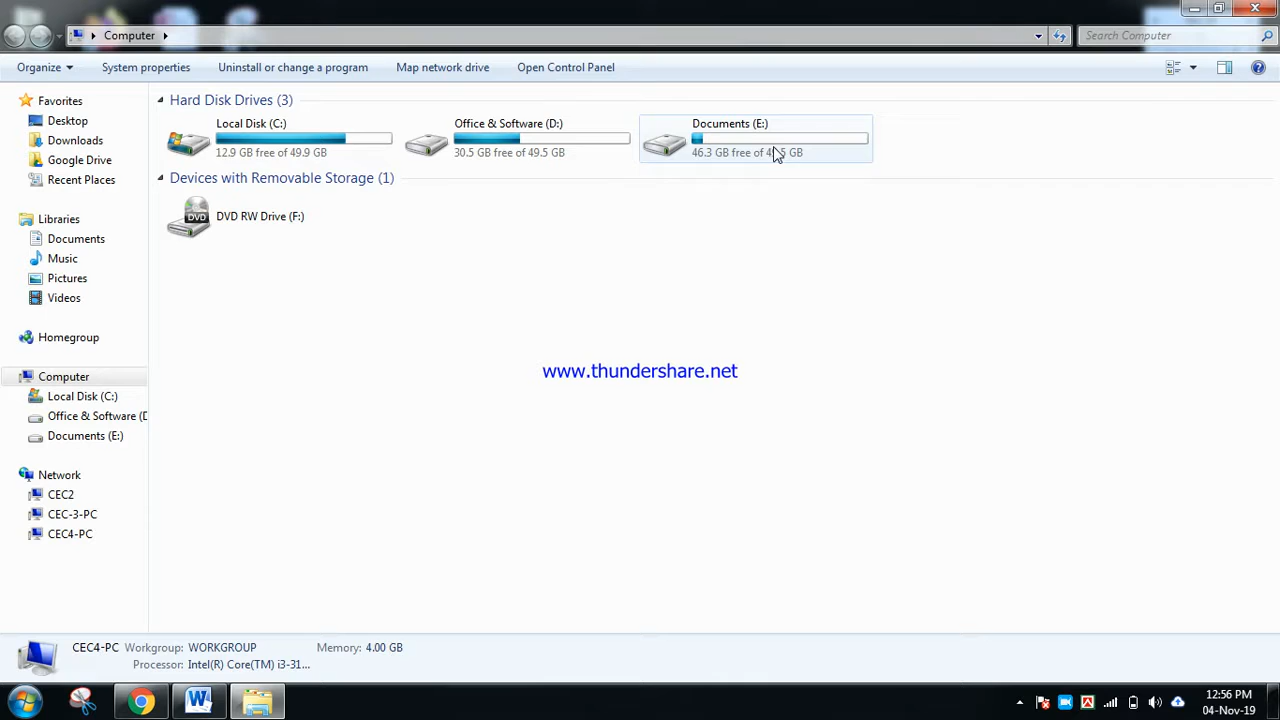 Computer
Search Computer
Organize
System properties
Uninstall or change a program
Map network drive
Open Control Panel
Favorites
Desktop
Downloads
Google Drive
Recent Places
Libraries
Documents
Music
Pictures
Videos
Homegroup
Computer
Local Disk (C:)
Office & Software (D
Documents (E:)
Network
CEC2
CEC-3-PC
CEC4-PC
Hard Disk Drives (3)
Local Disk (C:)
12.9 GB free of 49.9 GB
Office & Software (D:)
30.5 GB free of 49.5 GB
Documents (E:)
46.3 GB free of GB
Devices with Removable Storage (1)
DVD
DVD RW Drive (F:)
www.thundershare.net
CEC4-PC Workgroup: WORKGROUP Memory: 4.00 GB
Processor: Intel(R) Core(TM) i3-31...
12:56 PM
04-Nov-19